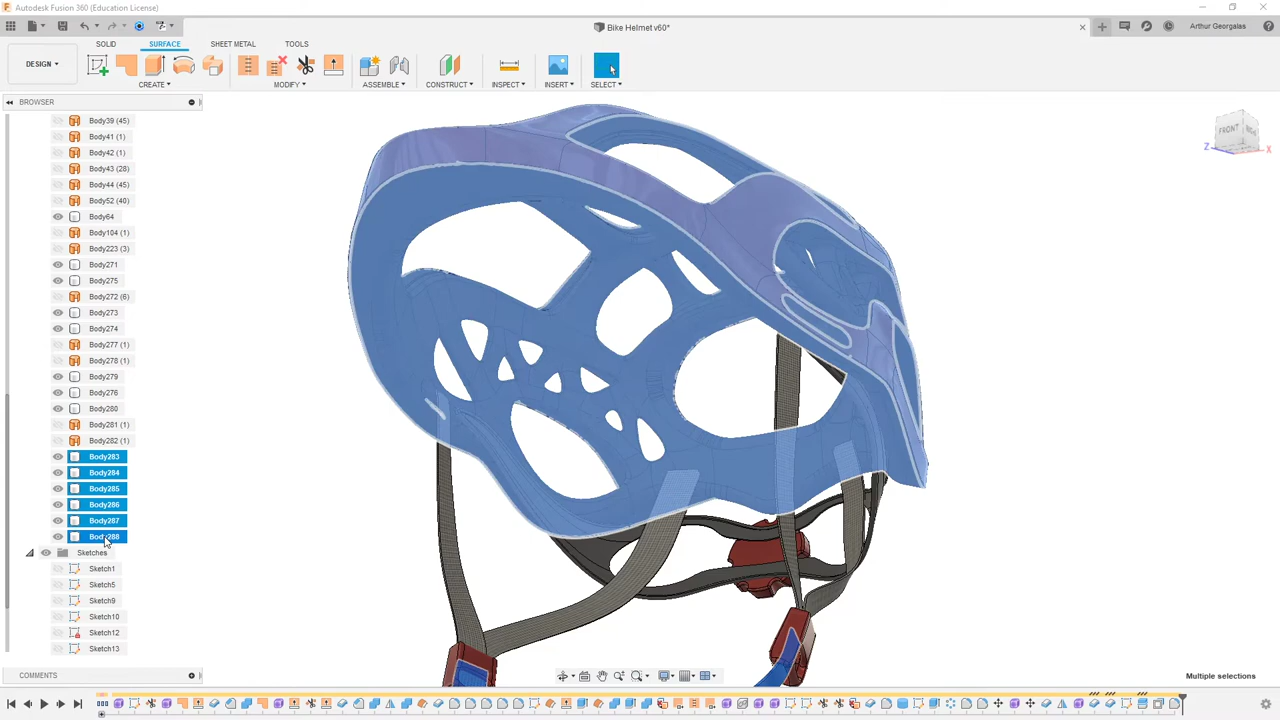 Autodesk Fusion 360 (Education License)
Bike Helmet v60*
Arthur Georgalas
DESIGN
SOLID SURFACE SHEET METAL TOOLS
CREATE MODIFY ASSEMBLE CONSTRUCT INSPECT INSERT SELECT
BROWSER
Body39 (45)
Body41 (1)
Body42 (1)
Body43 (28)
Body44 (45)
Body52 (40)
Body64
Body104 (1)
Body223 (3)
Body271
Body275
Body272 (6)
Body273
Body274
Body277 (1)
Body278 (1)
Body279
Body276
Body280
Body281 (1)
Body282 (1)
Body283
Body284
Body285
Body286
Body287
Body288
Sketches
Sketch1
Sketch5
Sketch9
Sketch10
Sketch12
Sketch13
FRONT
Z
X
COMMENTS
Multiple selections